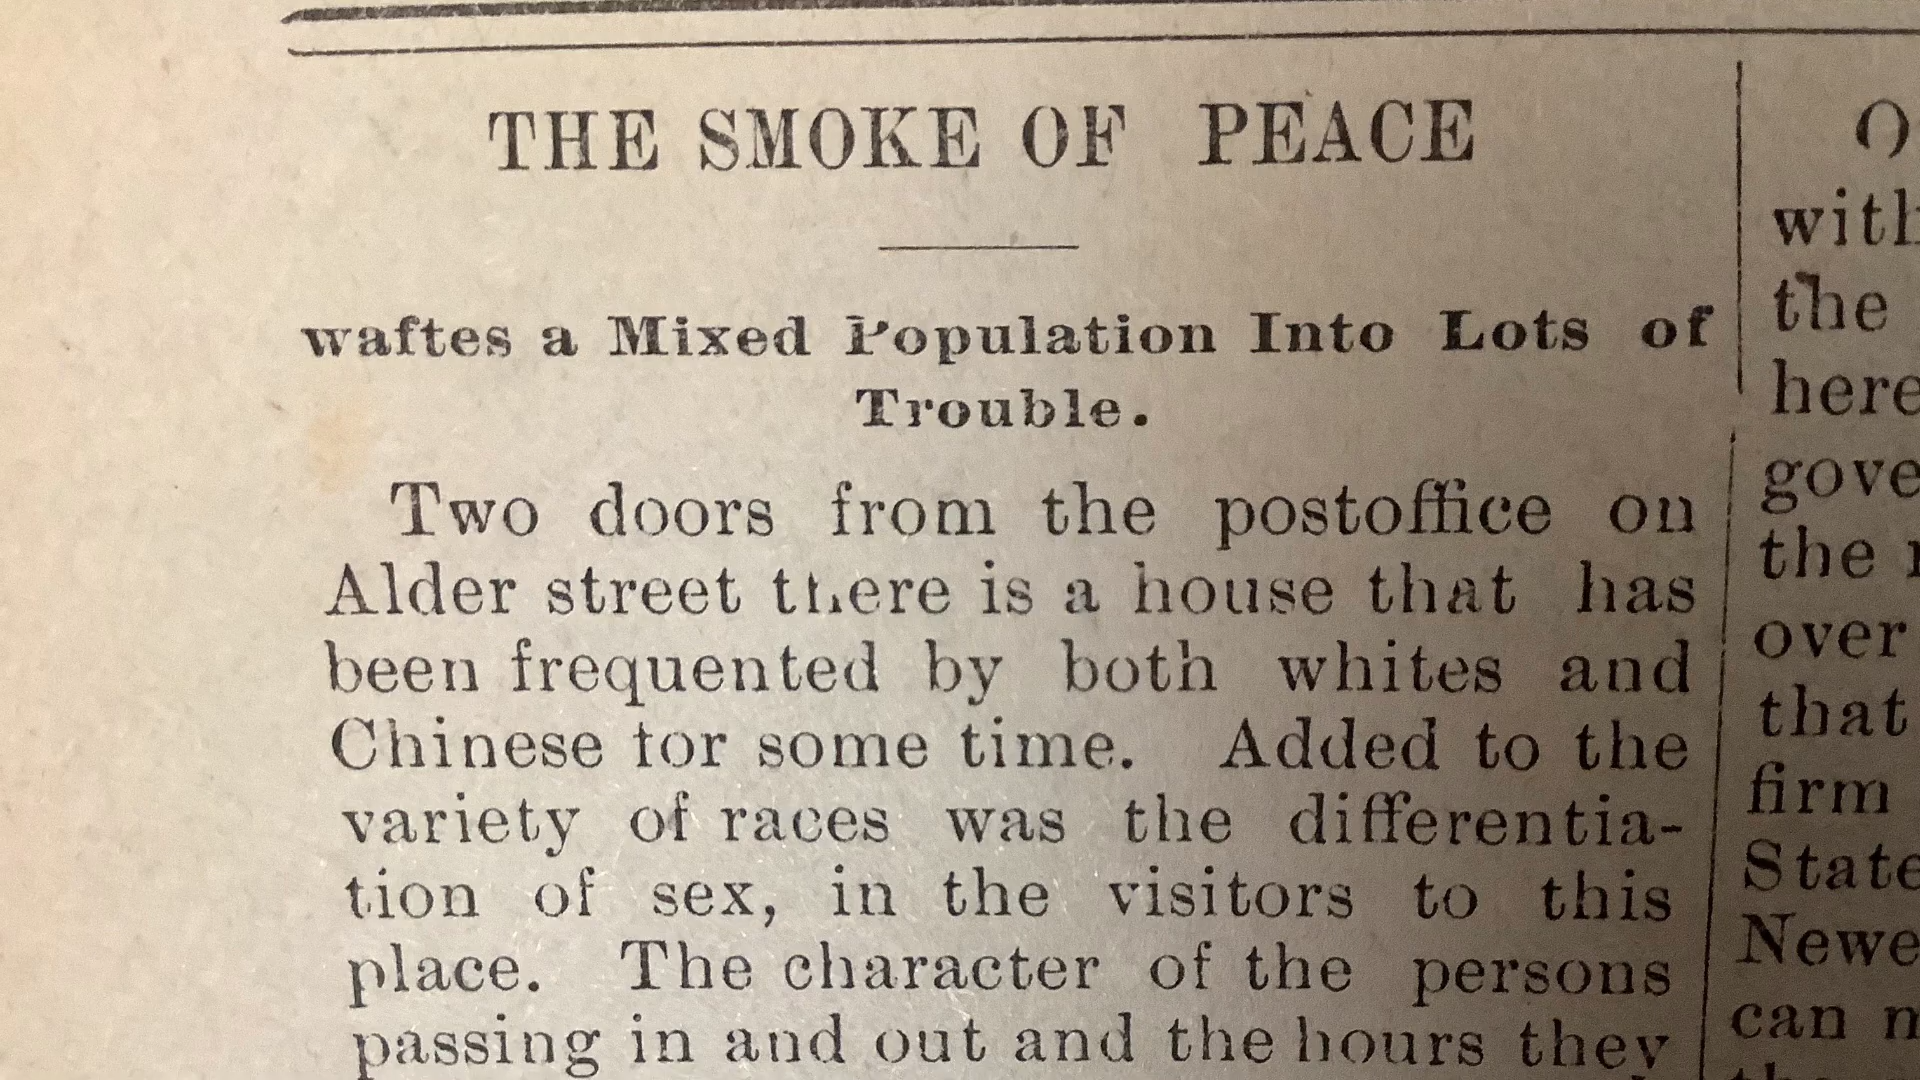 THE SMOKE OF PEACE
waftes a Mixed Population Into Lots of
Trouble.
Two doors from the postoffice on
Alder street there is a house that has
been frequented by both whites and
Chinese for some time. Added to the
variety of races was the differentia-
tion of sex, in the visitors to this
place. The character of the persons
passing in and out and the hours they
with
the
here
gove
the
over
that
firm
State
Newe
can